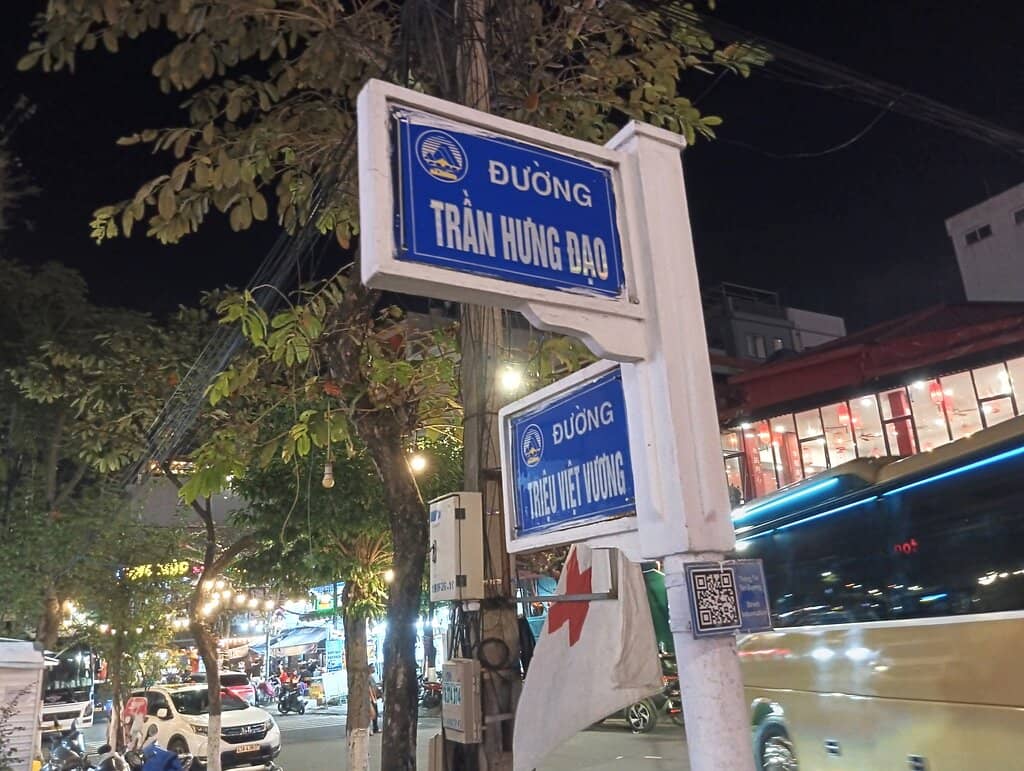 ĐƯỜNG
TRẦN HƯNG ĐẠO
ĐƯỜNG
TRIỆU VIỆT VƯƠNG